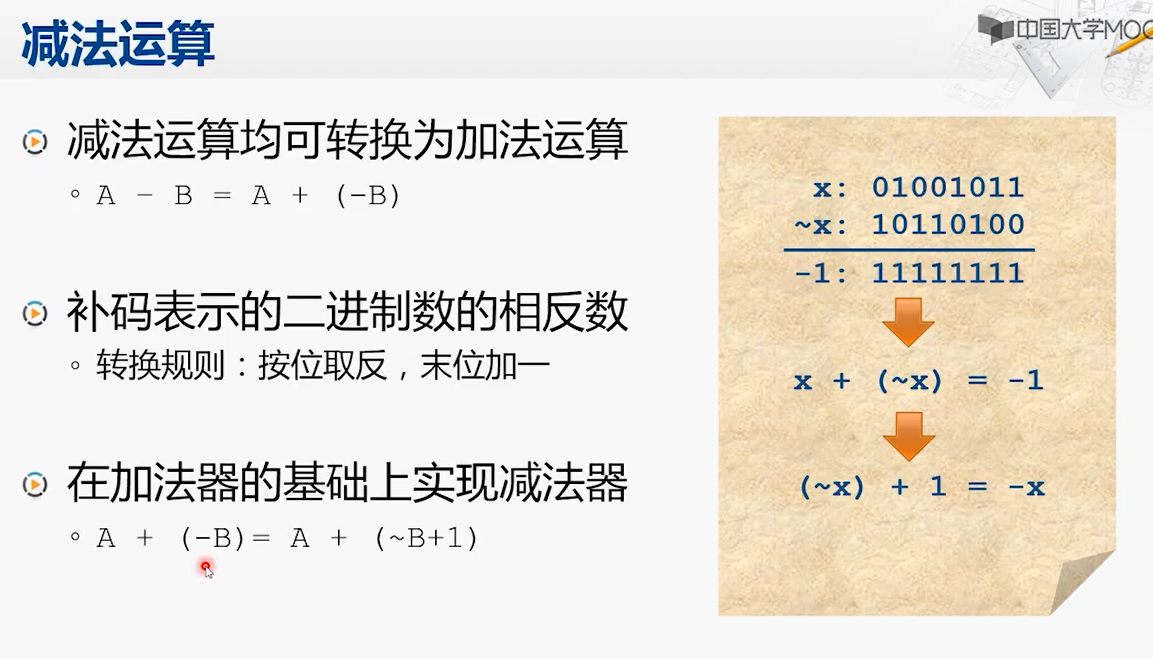 减法运算
中国大学MOO
减法运算均可转换为加法运算
A - B = A + (-B)
补码表示的二进制数的相反数
转换规则：按位取反，末位加一
在加法器的基础上实现减法器
A + (-B)= A + (~B+1)
x: 01001011
~x: 10110100
-1: 11111111
x + (~x) = -1
(~x) + 1 = -x